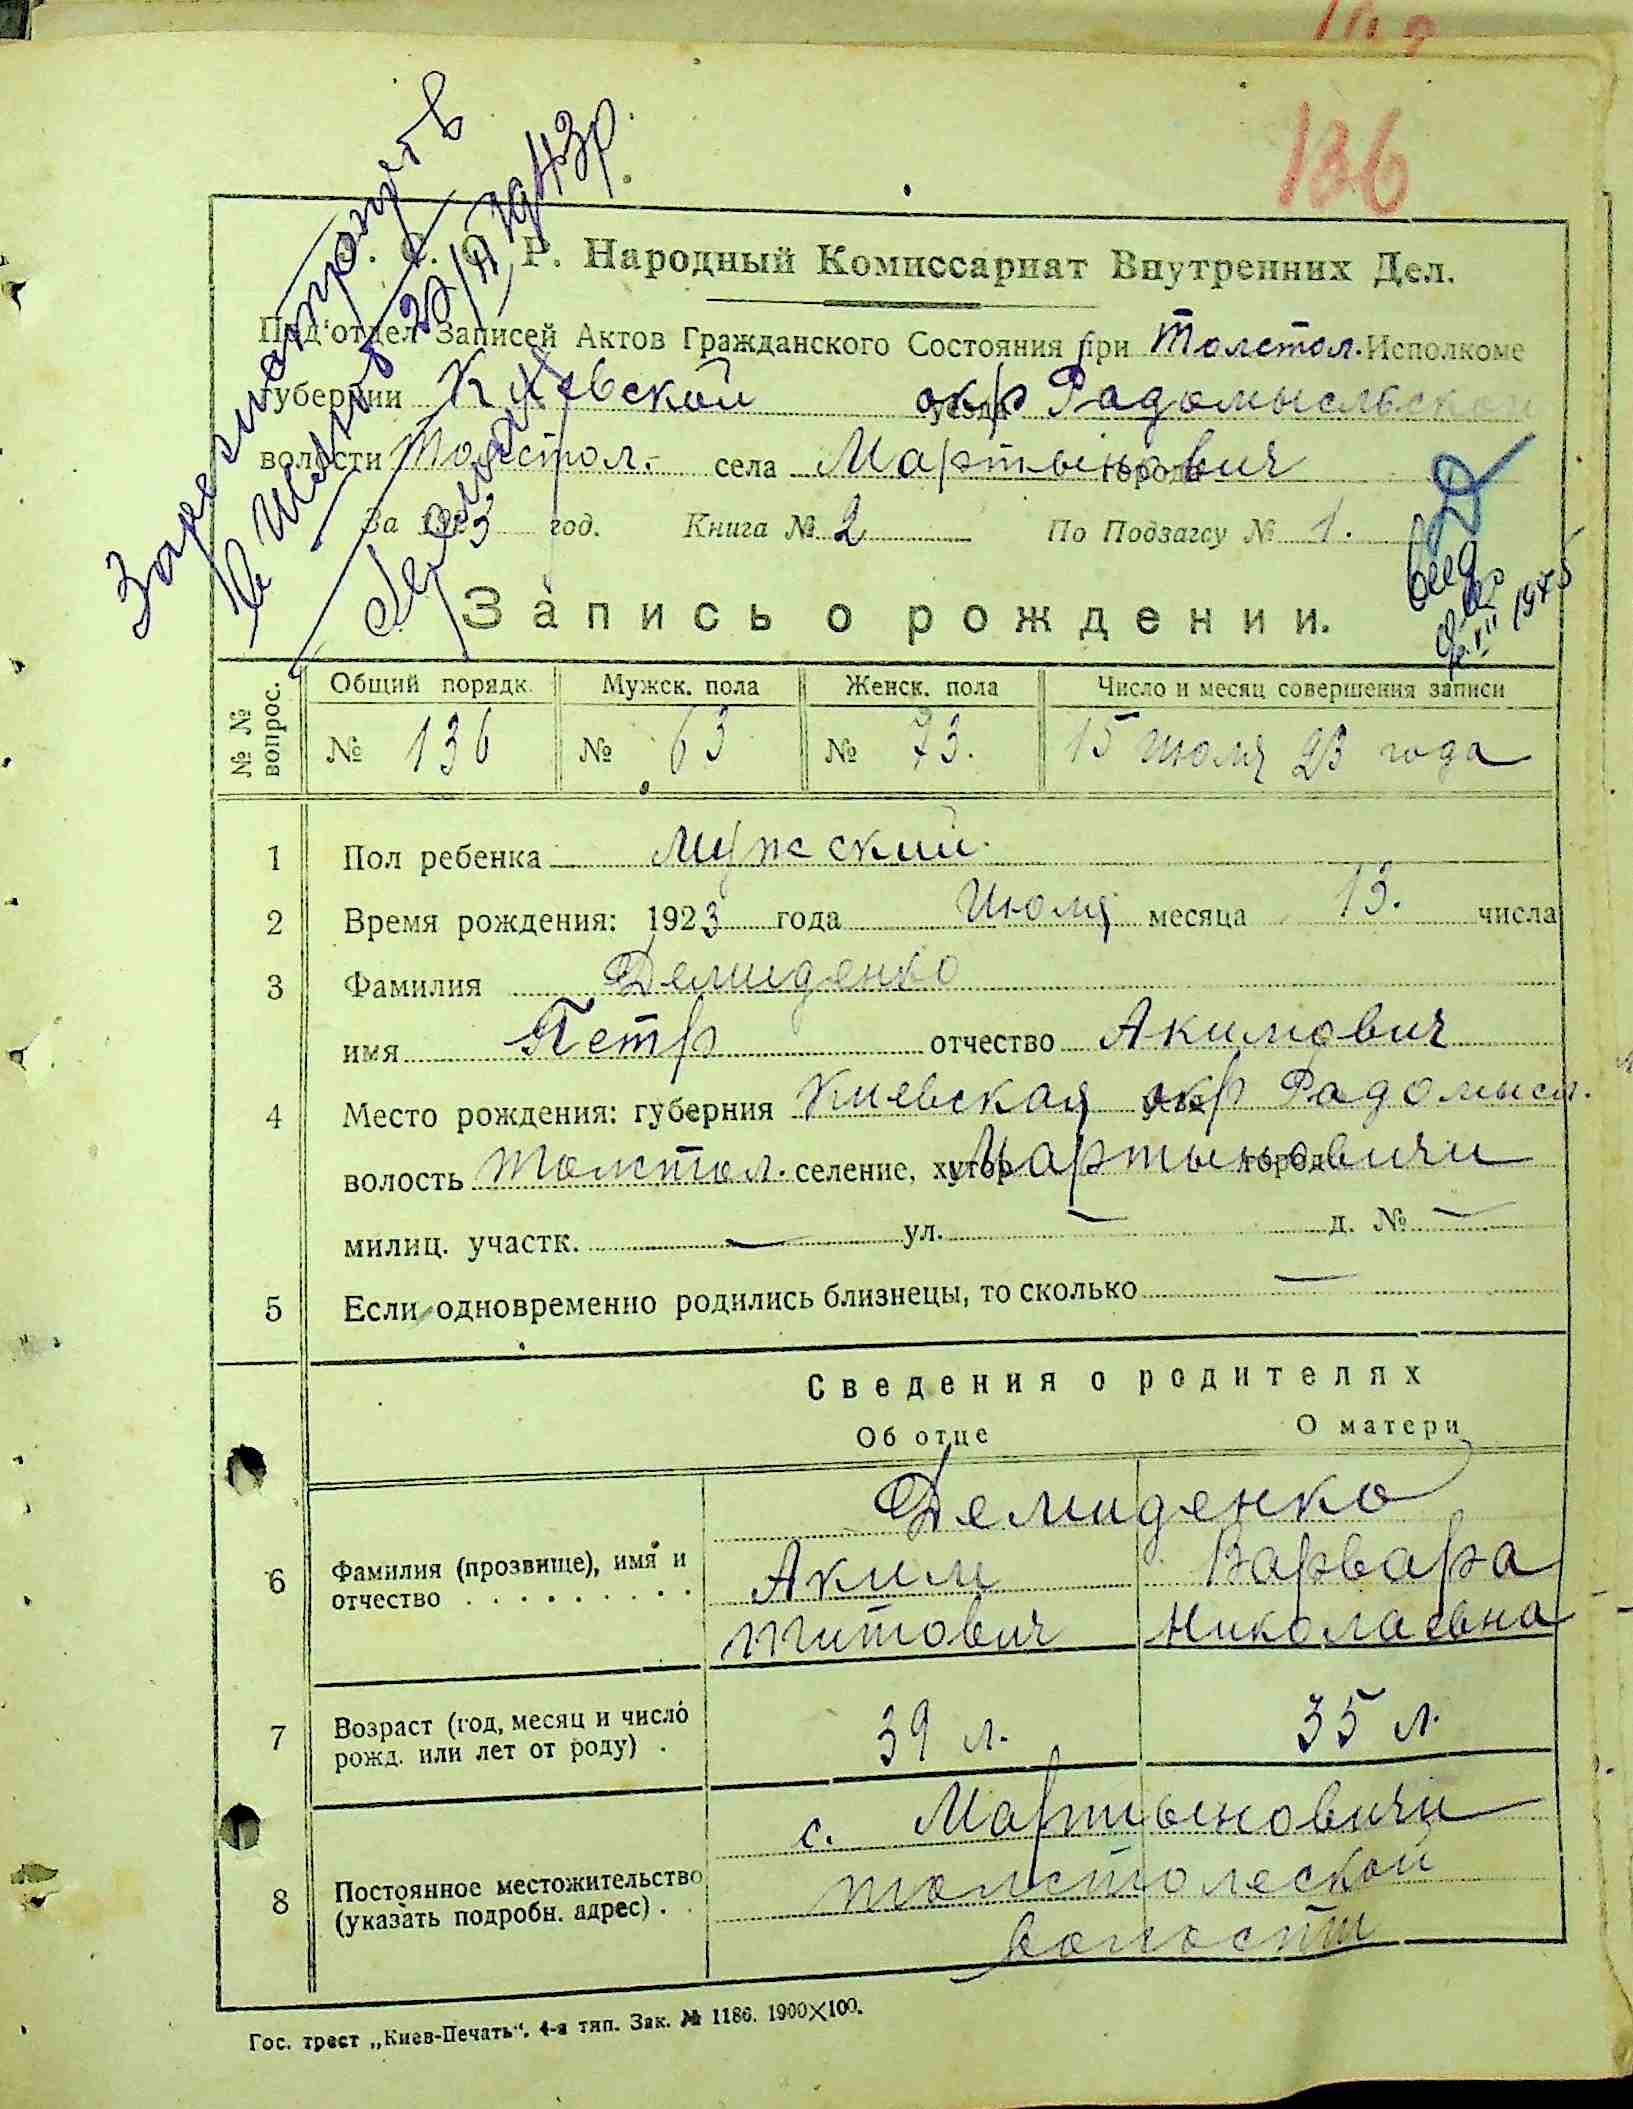 136
У. С. С. Р. Народный Комиссариат Внутренних Дел.
Под'отдел Записей Актов Гражданского Состояния при Толстол. Исполкоме
губернии Киевской окр Радомысльской
волости Толстол. села Мартынович
За 1923 год. Книга № 2 По Подзагсу № 1.
Запись о рождении.
№ № вопрос.
Общий порядк. Мужск. пола Женск. пола Число и месяц совершения записи
№ 136 № 63 № 73. 15 июля 23 года
1 Пол ребенка Мужской.
2 Время рождения: 1923 года Июля месяца 13. числа
3 Фамилия Демиденко
имя Петр отчество Акимович
4 Место рождения: губерния Киевская окр Радомысл.
волость Толстол. селение, хутор Мартыновичи город
милиц. участк. — ул. — д. № —
5 Если одновременно родились близнецы, то сколько —
Сведения о родителях
Об отце О матери
Демиденко
6 Фамилия (прозвище), имя и Аким Варвара
отчество . . . . . . . . . Титович Николаевна
7 Возраст (год, месяц и число 39 л. 35 л.
рожд. или лет от роду) .
с. Мартыновичи
8 Постоянное местожительство Толстолеской
(указать подробн. адрес) . . волости
Гос. трест „Киев-Печать“. 4-я тип. Зак. № 1186. 1900×100.